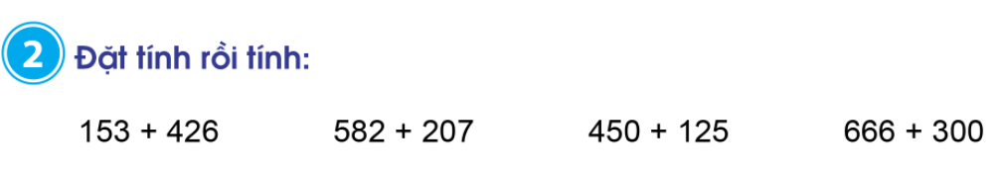 2 Đặt tính rồi tính:
153 + 426 582 + 207 450 + 125 666 + 300